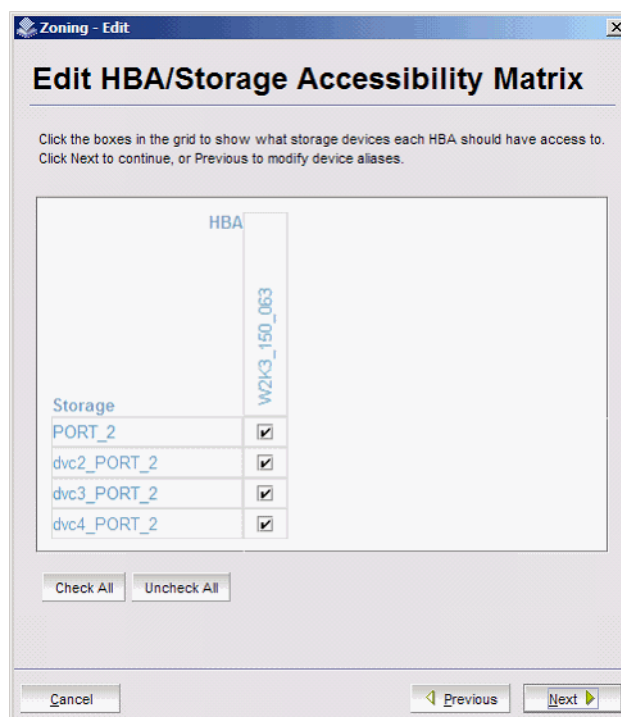 Zoning - Edit
Edit HBA/Storage Accessibility Matrix
Click the boxes in the grid to show what storage devices each HBA should have access to.
Click Next to continue, or Previous to modify device aliases.
HBA
W2K3_150_063
Storage
PORT_2
dvc2_PORT_2
dvc3_PORT_2
dvc4_PORT_2
Check All Uncheck All
Cancel Previous Next